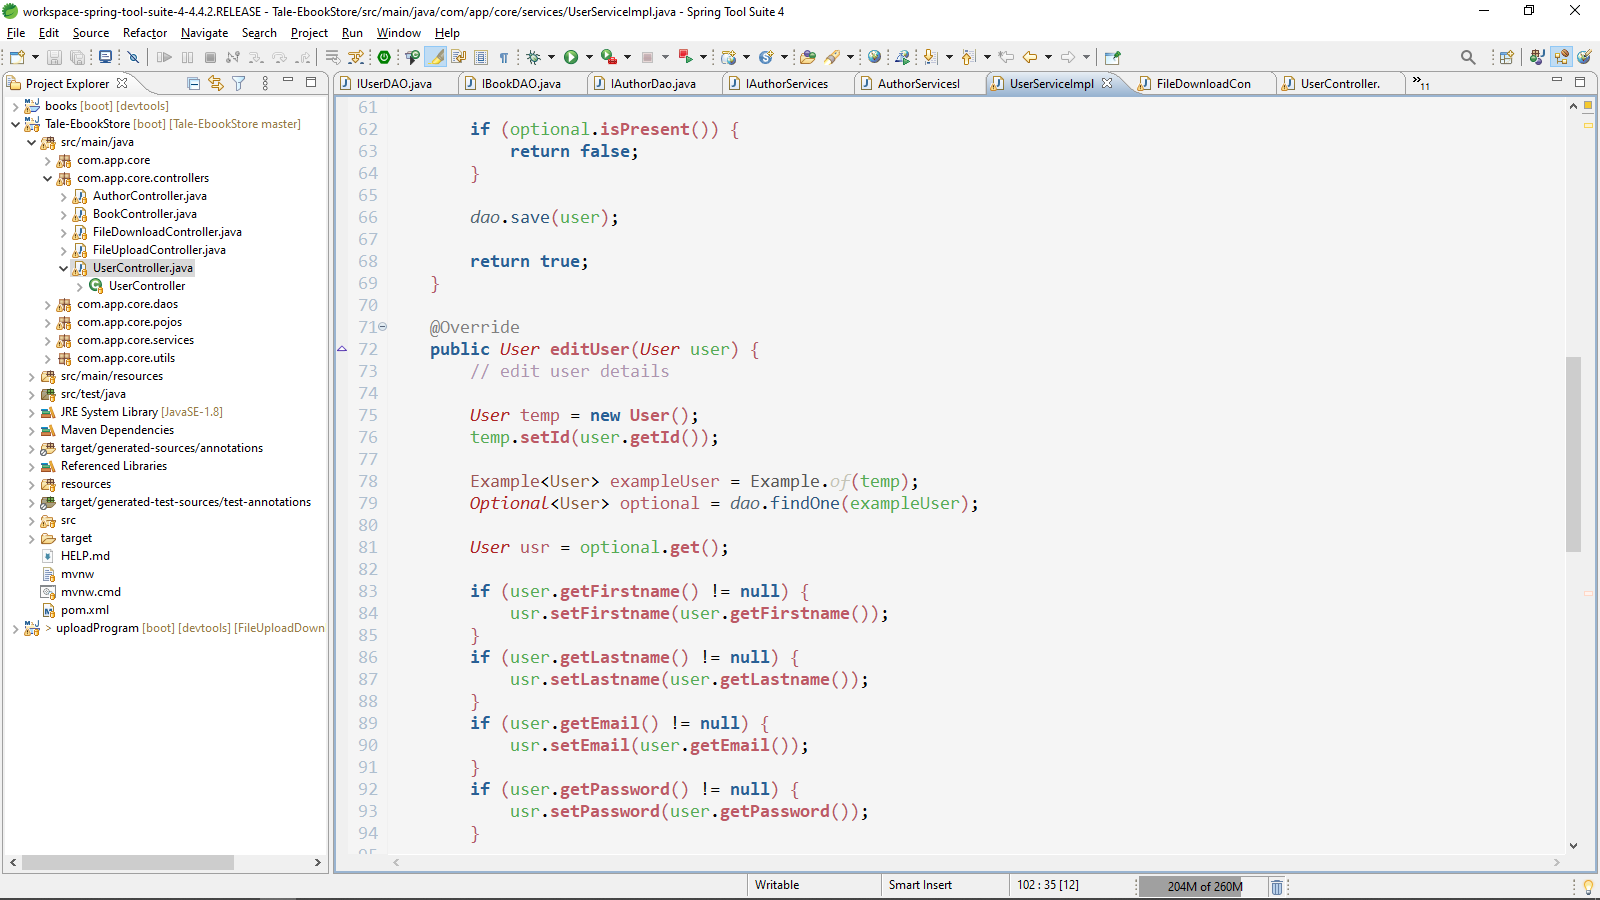 workspace-spring-tool-suite-4-4.4.2.RELEASE - Tale-EbookStore/src/main/java/com/app/core/services/UserServiceImpl.java - Spring Tool Suite 4
File Edit Source Refactor Navigate Search Project Run Window Help
Project Explorer
IUserDAO.java IBookDAO.java IAuthorDao.java IAuthorServices AuthorServicesI UserServiceImpl FileDownloadCon UserController. »11
books [boot] [devtools]
Tale-EbookStore [boot] [Tale-EbookStore master]
src/main/java
com.app.core
com.app.core.controllers
AuthorController.java
BookController.java
FileDownloadController.java
FileUploadController.java
UserController.java
UserController
com.app.core.daos
com.app.core.pojos
com.app.core.services
com.app.core.utils
src/main/resources
src/test/java
JRE System Library [JavaSE-1.8]
Maven Dependencies
target/generated-sources/annotations
Referenced Libraries
resources
target/generated-test-sources/test-annotations
src
target
HELP.md
mvnw
mvnw.cmd
pom.xml
> uploadProgram [boot] [devtools] [FileUploadDown
61
62 if (optional.isPresent()) {
63 return false;
64 }
65
66 dao.save(user);
67
68 return true;
69 }
70
71 @Override
72 public User editUser(User user) {
73 // edit user details
74
75 User temp = new User();
76 temp.setId(user.getId());
77
78 Example<User> exampleUser = Example.of(temp);
79 Optional<User> optional = dao.findOne(exampleUser);
80
81 User usr = optional.get();
82
83 if (user.getFirstname() != null) {
84 usr.setFirstname(user.getFirstname());
85 }
86 if (user.getLastname() != null) {
87 usr.setLastname(user.getLastname());
88 }
89 if (user.getEmail() != null) {
90 usr.setEmail(user.getEmail());
91 }
92 if (user.getPassword() != null) {
93 usr.setPassword(user.getPassword());
94 }
95
Writable Smart Insert 102 : 35 [12] 204M of 260M